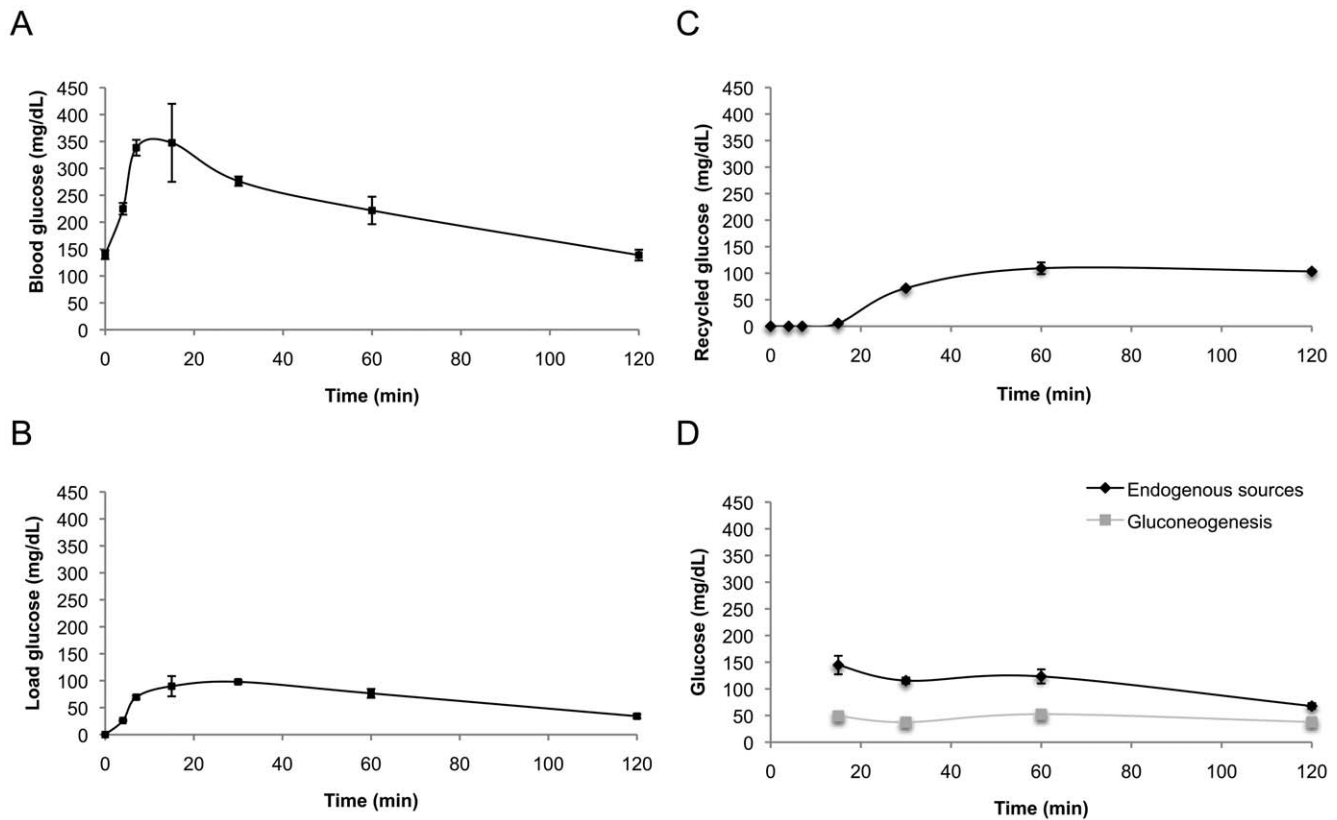 A
Blood glucose (mg/dL)
450
400
350
300
250
200
150
100
50
0
0 20 40 60 80 100 120
Time (min)
B
Load glucose (mg/dL)
450
400
350
300
250
200
150
100
50
0
0 20 40 60 80 100 120
Time (min)
C
Recycled glucose (mg/dL)
450
400
350
300
250
200
150
100
50
0
0 20 40 60 80 100 120
Time (min)
D
Endogenous sources
Gluconeogenesis
Glucose (mg/dL)
450
400
350
300
250
200
150
100
50
0
0 20 40 60 80 100 120
Time (min)